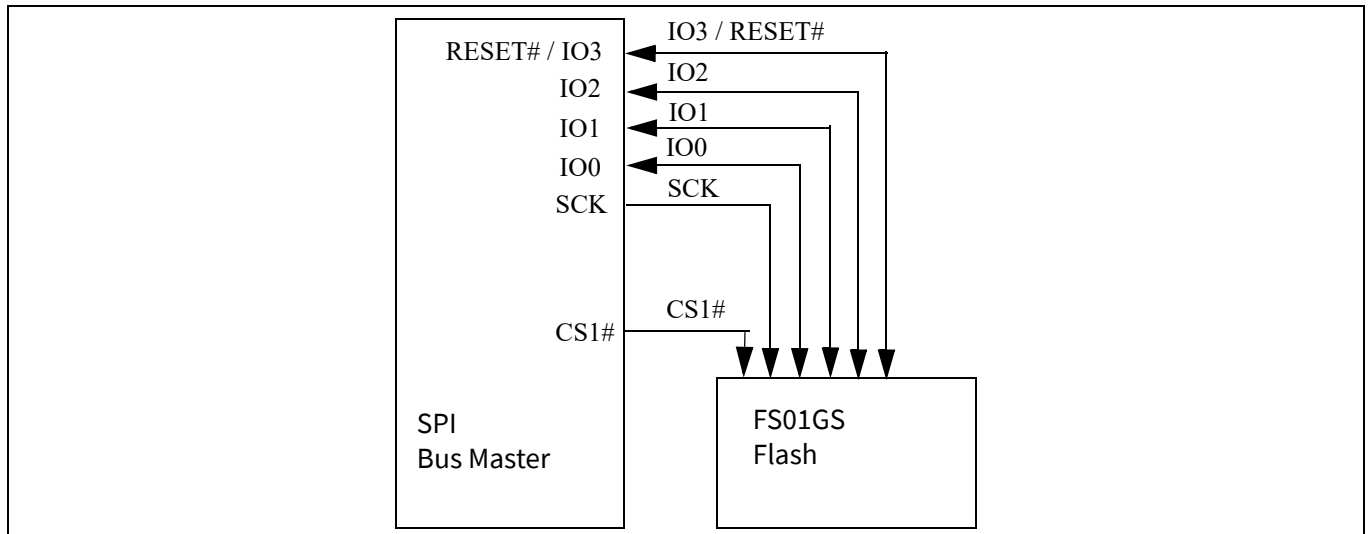 IO3 / RESET#
RESET# / IO3
IO2
IO2
IO1
IO1
IO0
IO0
SCK
SCK
CS1#
CS1#
SPI
Bus Master
FS01GS
Flash